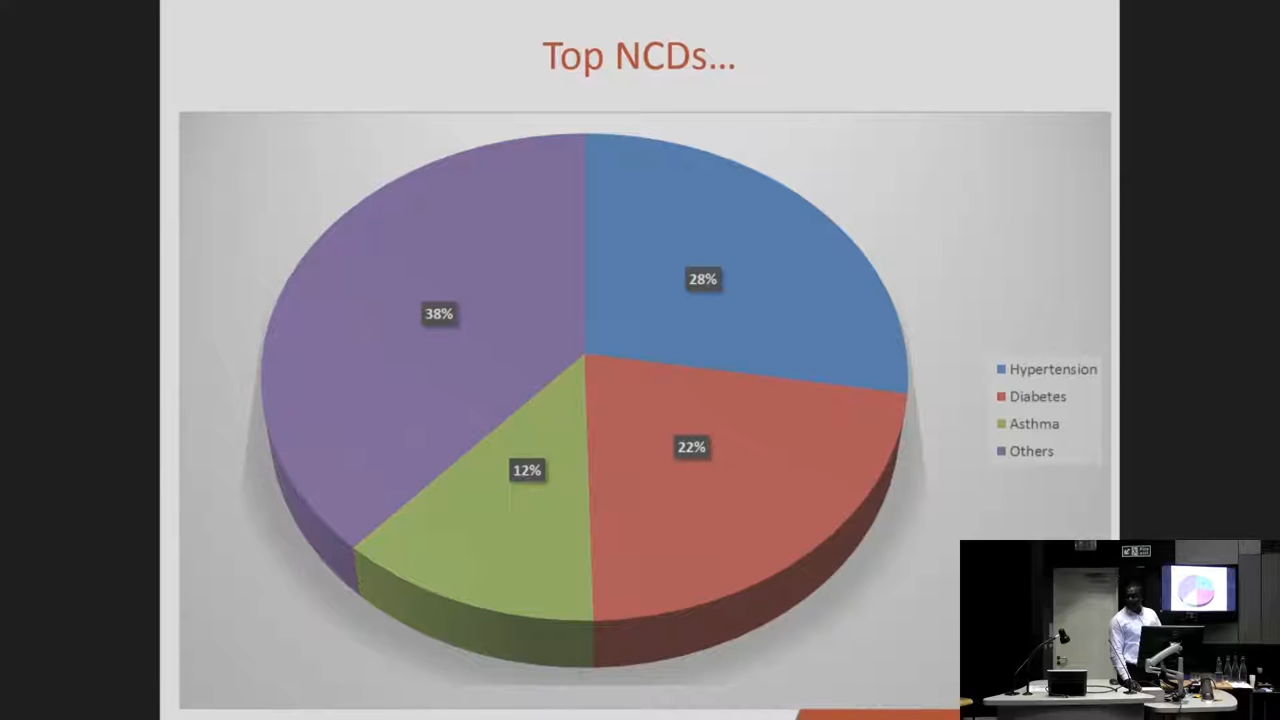 Top NCDs...
28%
38%
22%
12%
Hypertension
Diabetes
Asthma
Others